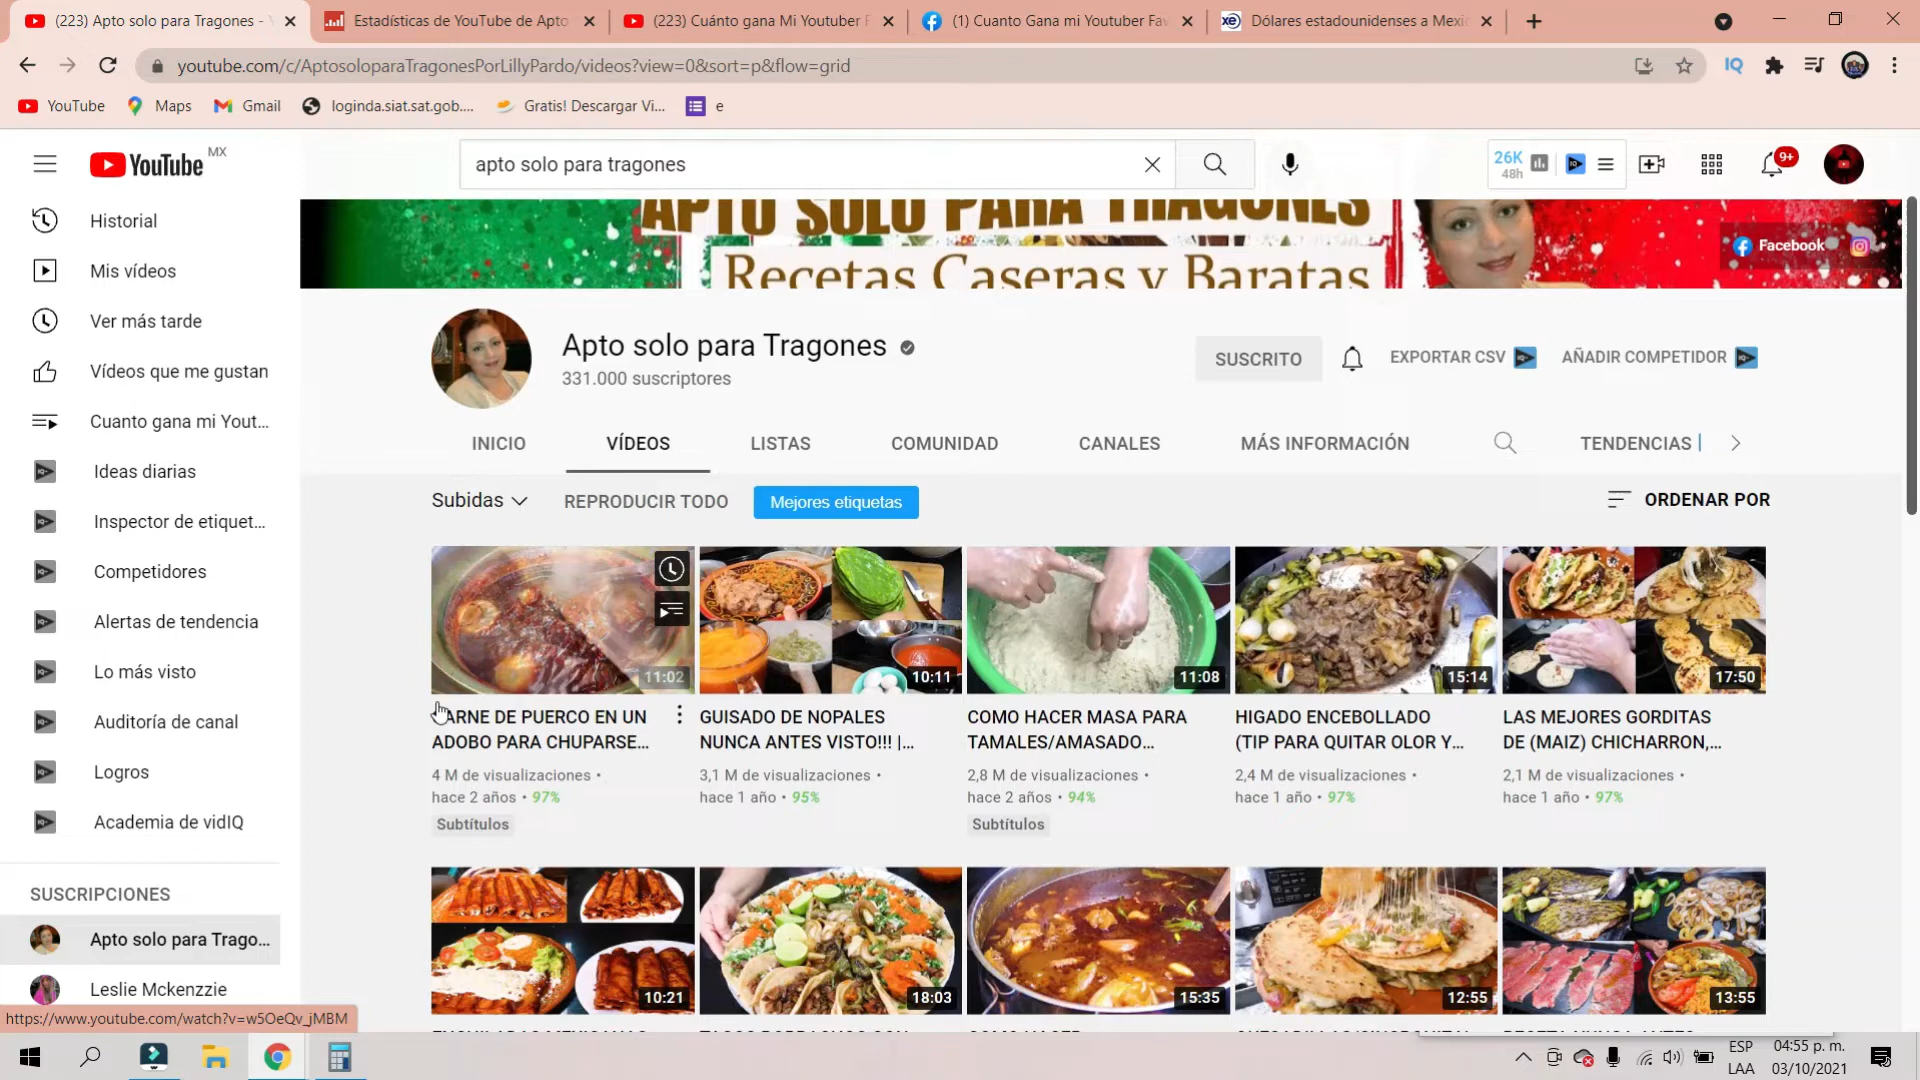 (223) Apto solo para Tragones -
Estadísticas de YouTube de Apto
(223) Cuánto gana Mi Youtuber F
(1) Cuanto Gana mi Youtuber Fav
Dólares estadounidenses a Mexic
youtube.com/c/AptosoloparaTragonesPorLillyPardo/videos?view=0&sort=p&flow=grid
YouTube
Maps
Gmail
loginda.siat.sat.gob....
Gratis! Descargar Vi...
e
YouTube MX
apto solo para tragones
26K
48h
9+
Historial
Mis vídeos
Ver más tarde
Vídeos que me gustan
Cuanto gana mi Yout...
Ideas diarias
Inspector de etiquet...
Competidores
Alertas de tendencia
Lo más visto
Auditoría de canal
Logros
Academia de vidIQ
SUSCRIPCIONES
Apto solo para Trago...
Leslie Mckenzzie
https://www.youtube.com/watch?v=w5OeQv_jMBM
APTO SOLO PARA TRAGONES
Recetas Caseras y Baratas
Facebook
Apto solo para Tragones
331.000 suscriptores
SUSCRITO
EXPORTAR CSV
AÑADIR COMPETIDOR
INICIO
VÍDEOS
LISTAS
COMUNIDAD
CANALES
MÁS INFORMACIÓN
TENDENCIAS |
Subidas
REPRODUCIR TODO
Mejores etiquetas
ORDENAR POR
11:02
10:11
11:08
15:14
17:50
CARNE DE PUERCO EN UN
ADOBO PARA CHUPARSE...
4 M de visualizaciones •
hace 2 años • 97%
Subtítulos
GUISADO DE NOPALES
NUNCA ANTES VISTO!!! |...
3,1 M de visualizaciones •
hace 1 año • 95%
COMO HACER MASA PARA
TAMALES/AMASADO...
2,8 M de visualizaciones •
hace 2 años • 94%
Subtítulos
HIGADO ENCEBOLLADO
(TIP PARA QUITAR OLOR Y...
2,4 M de visualizaciones •
hace 1 año • 97%
LAS MEJORES GORDITAS
DE (MAIZ) CHICHARRON,...
2,1 M de visualizaciones •
hace 1 año • 97%
10:21
18:03
15:35
12:55
13:55
ESP
LAA
04:55 p. m.
03/10/2021